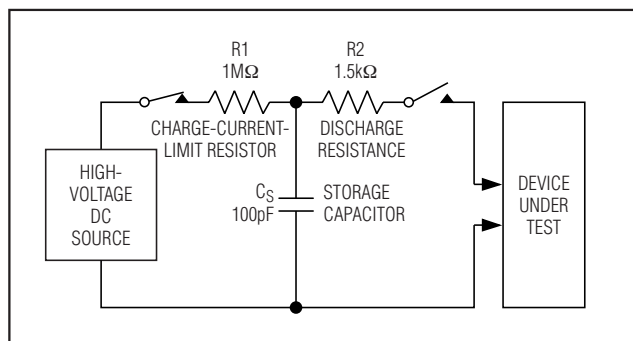 R1
1MΩ
CHARGE-CURRENT-
LIMIT RESISTOR
R2
1.5kΩ
DISCHARGE
RESISTANCE
HIGH-
VOLTAGE
DC
SOURCE
CS
100pF
STORAGE
CAPACITOR
DEVICE
UNDER
TEST